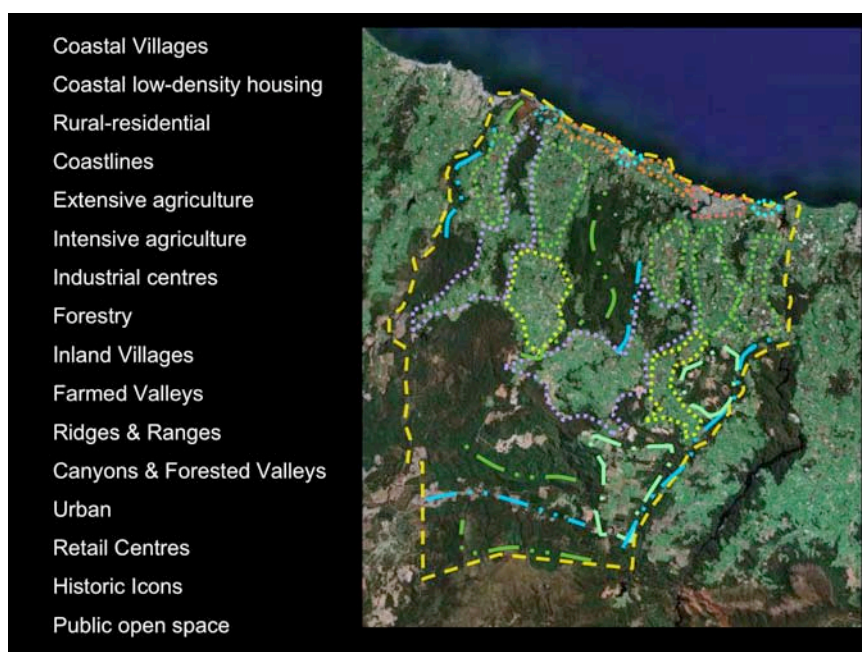 Coastal Villages
Coastal low-density housing
Rural-residential
Coastlines
Extensive agriculture
Intensive agriculture
Industrial centres
Forestry
Inland Villages
Farmed Valleys
Ridges & Ranges
Canyons & Forested Valleys
Urban
Retail Centres
Historic Icons
Public open space